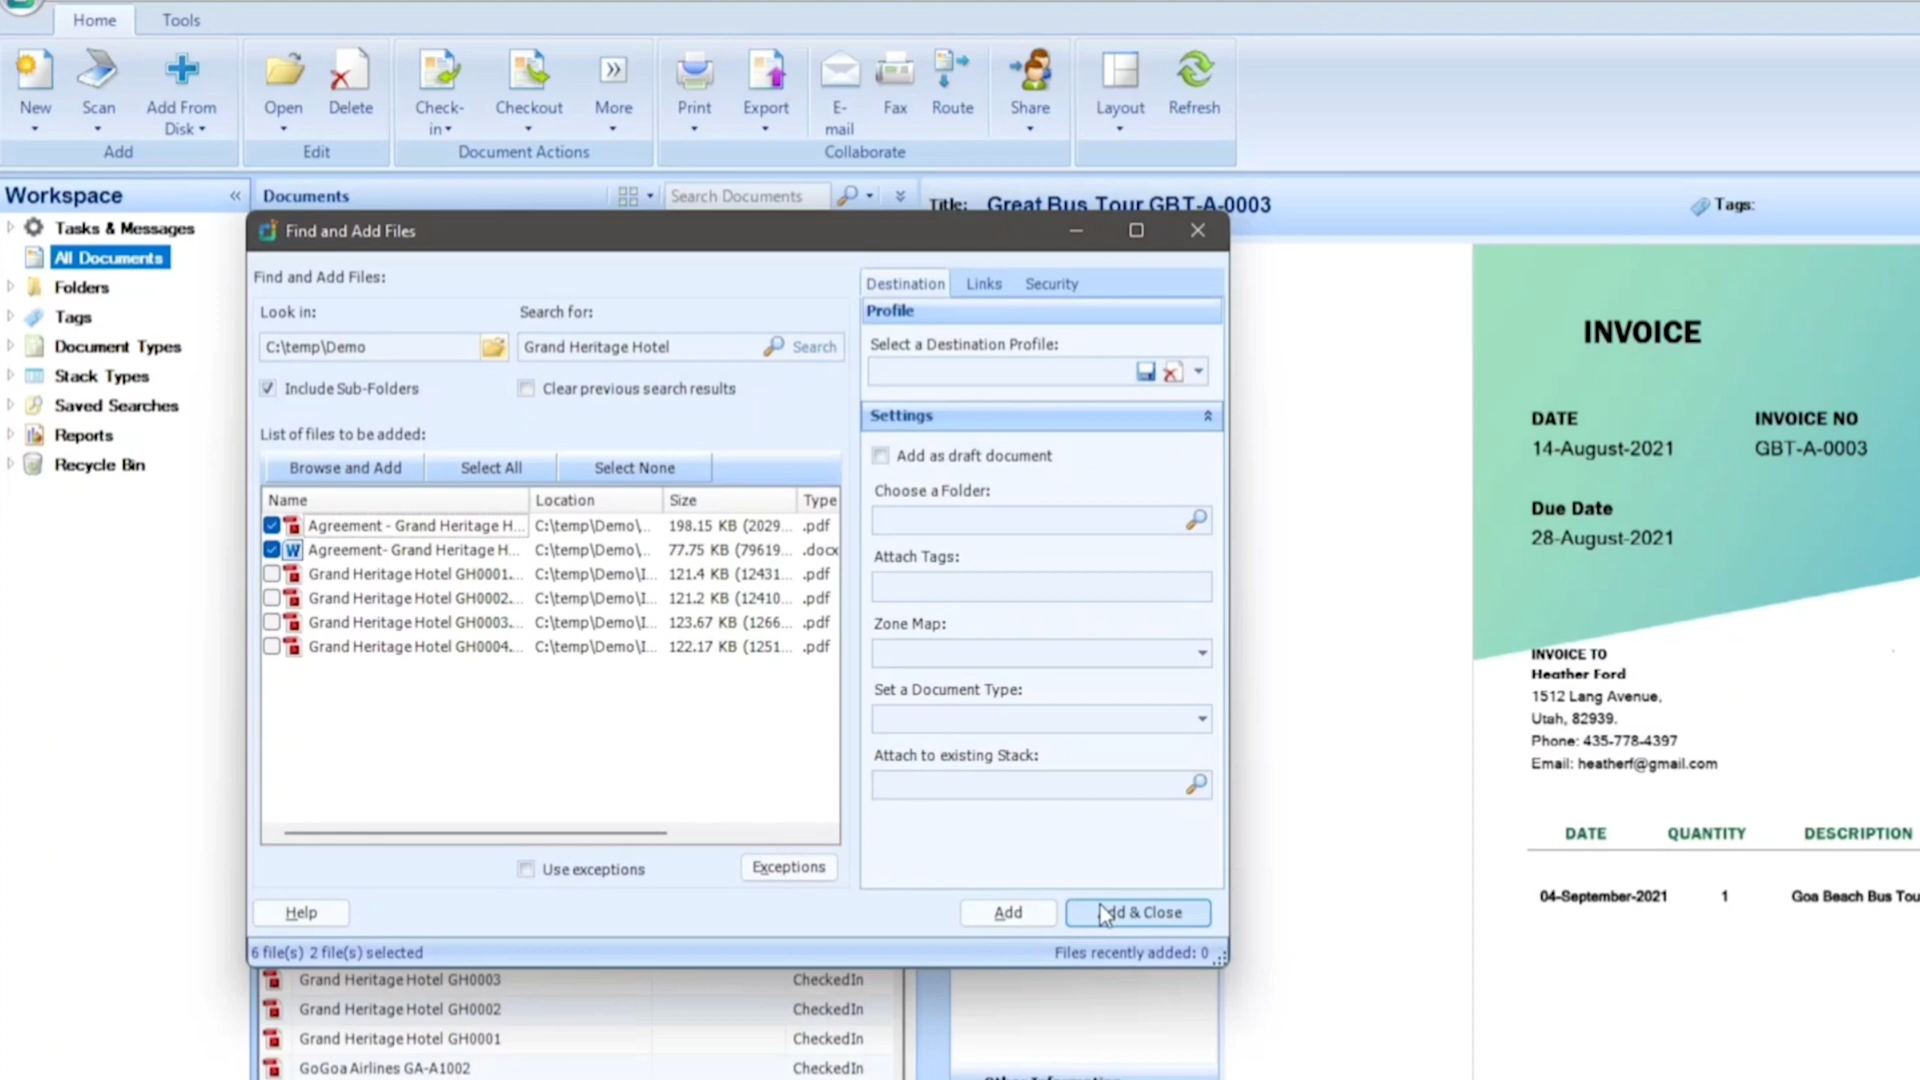 Home Tools
New Scan Add From Disk Open Delete Check-in Checkout More Print Export E-mail Fax Route Share Layout Refresh
Add Edit Document Actions Collaborate
Workspace
Tasks & Messages
All Documents
Folders
Tags
Document Types
Stack Types
Saved Searches
Reports
Recycle Bin
Documents
Search Documents
Title: Great Bus Tour GBT-A-0003
Tags:
Find and Add Files
Find and Add Files:
Look in: Search for:
C:\temp\Demo Grand Heritage Hotel Search
Include Sub-Folders Clear previous search results
List of files to be added:
Browse and Add Select All Select None
Name Location Size Type
Agreement - Grand Heritage H... C:\temp\Demo\... 198.15 KB (2029... .pdf
Agreement- Grand Heritage H... C:\temp\Demo\... 77.75 KB (79619... .docx
Grand Heritage Hotel GH0001.... C:\temp\Demo\I... 121.4 KB (12431... .pdf
Grand Heritage Hotel GH0002.... C:\temp\Demo\I... 121.2 KB (12410... .pdf
Grand Heritage Hotel GH0003.... C:\temp\Demo\I... 123.67 KB (1266... .pdf
Grand Heritage Hotel GH0004.... C:\temp\Demo\I... 122.17 KB (1251... .pdf
Use exceptions Exceptions
Destination Links Security
Profile
Select a Destination Profile:
Settings
Add as draft document
Choose a Folder:
Attach Tags:
Zone Map:
Set a Document Type:
Attach to existing Stack:
Help Add Add & Close
6 file(s) 2 file(s) selected Files recently added: 0
Grand Heritage Hotel GH0003 CheckedIn
Grand Heritage Hotel GH0002 CheckedIn
Grand Heritage Hotel GH0001 CheckedIn
GoGoa Airlines GA-A1002 CheckedIn
INVOICE
DATE INVOICE NO
14-August-2021 GBT-A-0003
Due Date
28-August-2021
INVOICE TO
Heather Ford
1512 Lang Avenue,
Utah, 82939.
Phone: 435-778-4397
Email: heatherf@gmail.com
DATE QUANTITY DESCRIPTION
04-September-2021 1 Goa Beach Bus Tou